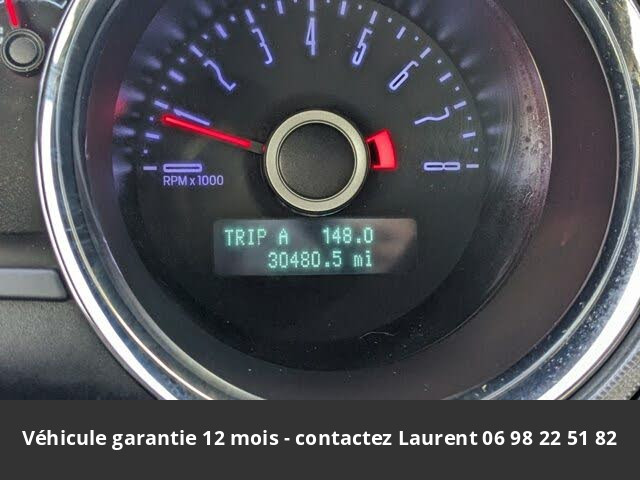 1 2 3 4 5 6 7 8
0
RPM x 1000
TRIP A 148.0
30480.5 mi
Véhicule garantie 12 mois - contactez Laurent 06 98 22 51 82